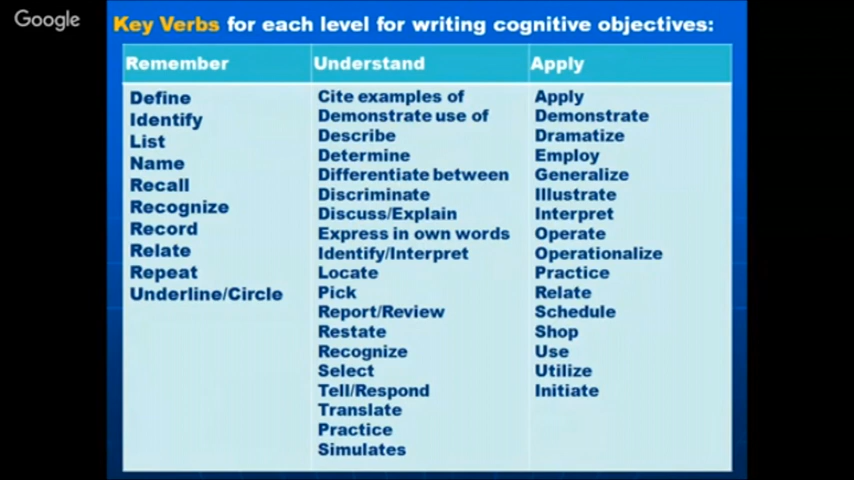 Google
Key Verbs for each level for writing cognitive objectives:
Remember
Define
Identify
List
Name
Recall
Recognize
Record
Relate
Repeat
Underline/Circle
Understand
Cite examples of
Demonstrate use of
Describe
Determine
Differentiate between
Discriminate
Discuss/Explain
Express in own words
Identify/Interpret
Locate
Pick
Report/Review
Restate
Recognize
Select
Tell/Respond
Translate
Practice
Simulates
Apply
Apply
Demonstrate
Dramatize
Employ
Generalize
Illustrate
Interpret
Operate
Operationalize
Practice
Relate
Schedule
Shop
Use
Utilize
Initiate